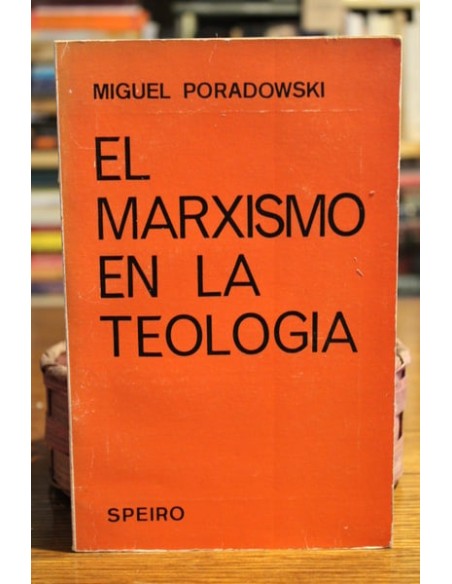 MIGUEL PORADOWSKI
EL
MARXISMO
EN LA
TEOLOGIA
SPEIRO